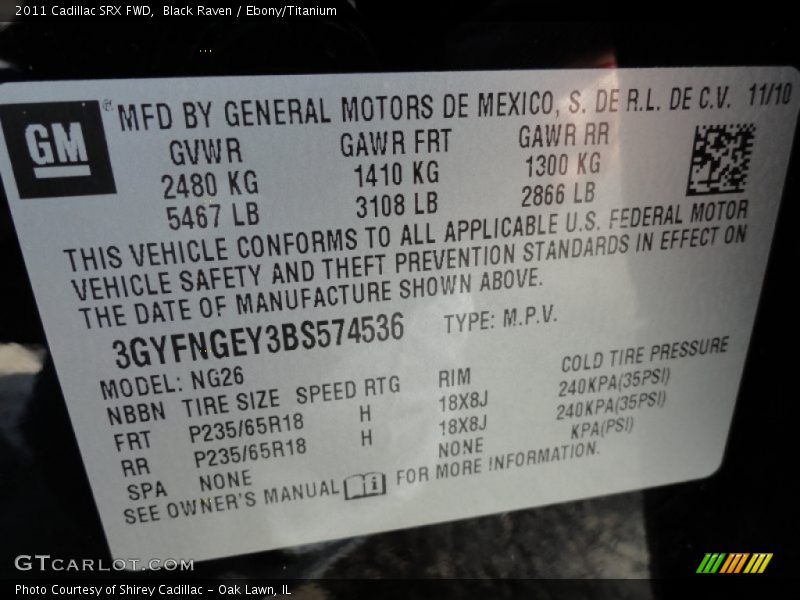 2011 Cadillac SRX FWD, Black Raven / Ebony/Titanium
GM ® MFD BY GENERAL MOTORS DE MEXICO, S. DE R.L. DE C.V. 11/10
GVWR GAWR FRT GAWR RR
2480 KG 1410 KG 1300 KG
5467 LB 3108 LB 2866 LB
THIS VEHICLE CONFORMS TO ALL APPLICABLE U.S. FEDERAL MOTOR
VEHICLE SAFETY AND THEFT PREVENTION STANDARDS IN EFFECT ON
THE DATE OF MANUFACTURE SHOWN ABOVE.
3GYFNGEY3BS574536 TYPE: M.P.V.
MODEL: NG26
NBBN TIRE SIZE SPEED RTG RIM COLD TIRE PRESSURE
FRT P235/65R18 H 18X8J 240KPA(35PSI)
RR P235/65R18 H 18X8J 240KPA(35PSI)
SPA NONE NONE KPA(PSI)
SEE OWNER'S MANUAL i FOR MORE INFORMATION.
GTCARLOT.COM
Photo Courtesy of Shirey Cadillac - Oak Lawn, IL